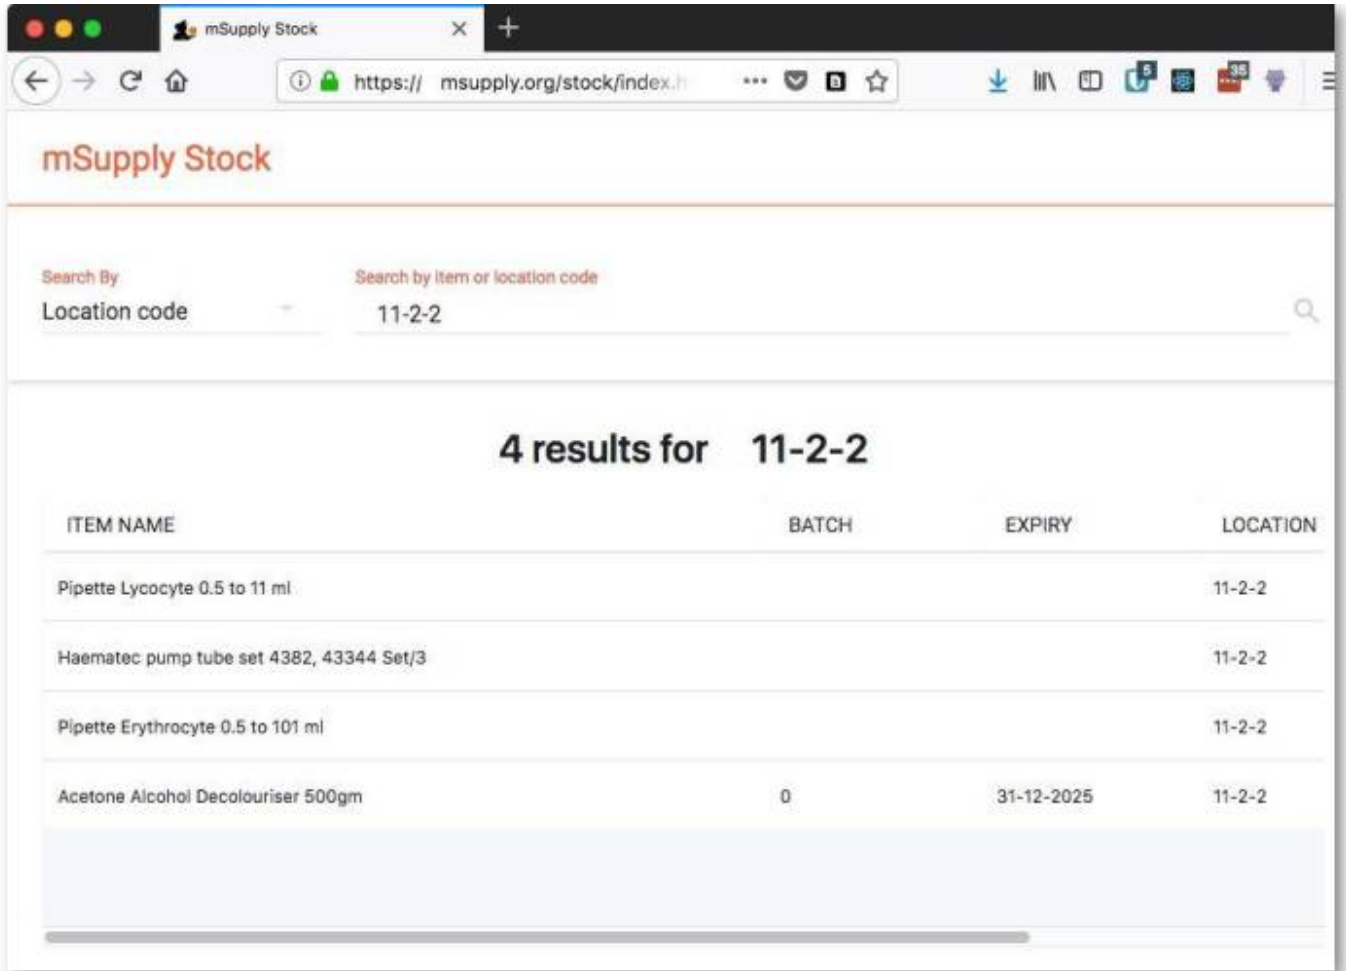 mSupply Stock
https:// msupply.org/stock/index.h
5
35
mSupply Stock
Search By
Search by item or location code
Location code
11-2-2
4 results for 11-2-2
ITEM NAME BATCH EXPIRY LOCATION
Pipette Lycocyte 0.5 to 11 ml 11-2-2
Haematec pump tube set 4382, 43344 Set/3 11-2-2
Pipette Erythrocyte 0.5 to 101 ml 11-2-2
Acetone Alcohol Decolouriser 500gm 0 31-12-2025 11-2-2